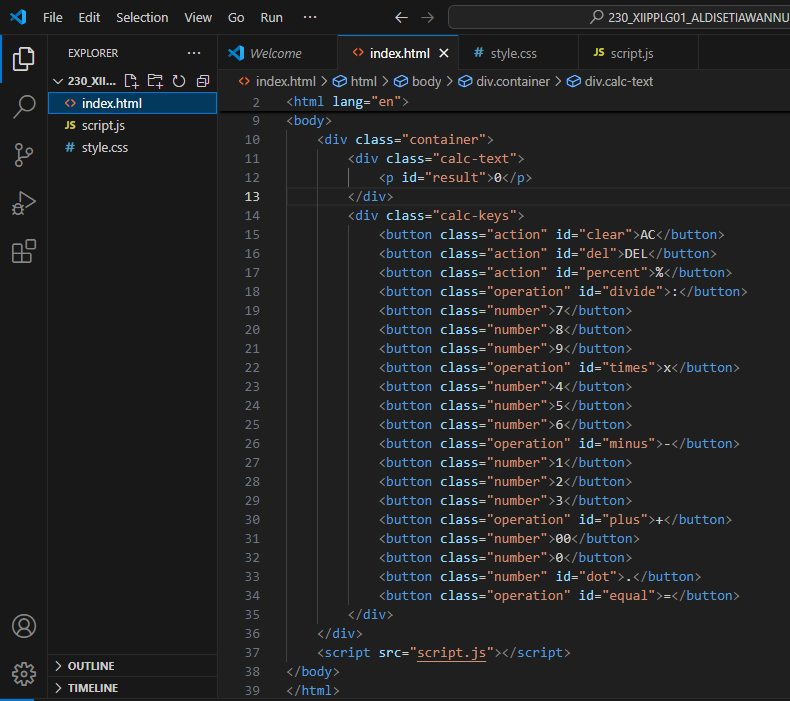 File Edit Selection View Go Run ···
230_XIIPPLG01_ALDISETIAWANNU
EXPLORER ···
230_XII...
index.html
JS script.js
# style.css
OUTLINE
TIMELINE
Welcome
<> index.html
# style.css
JS script.js
<> index.html > html > body > div.container > div.calc-text
2 <html lang="en">
9 <body>
10 <div class="container">
11 <div class="calc-text">
12 <p id="result">0</p>
13 </div>
14 <div class="calc-keys">
15 <button class="action" id="clear">AC</button>
16 <button class="action" id="del">DEL</button>
17 <button class="action" id="percent">%</button>
18 <button class="operation" id="divide">:</button>
19 <button class="number">7</button>
20 <button class="number">8</button>
21 <button class="number">9</button>
22 <button class="operation" id="times">x</button>
23 <button class="number">4</button>
24 <button class="number">5</button>
25 <button class="number">6</button>
26 <button class="operation" id="minus">-</button>
27 <button class="number">1</button>
28 <button class="number">2</button>
29 <button class="number">3</button>
30 <button class="operation" id="plus">+</button>
31 <button class="number">00</button>
32 <button class="number">0</button>
33 <button class="number" id="dot">.</button>
34 <button class="operation" id="equal">=</button>
35 </div>
36 </div>
37 <script src="script.js"></script>
38 </body>
39 </html>